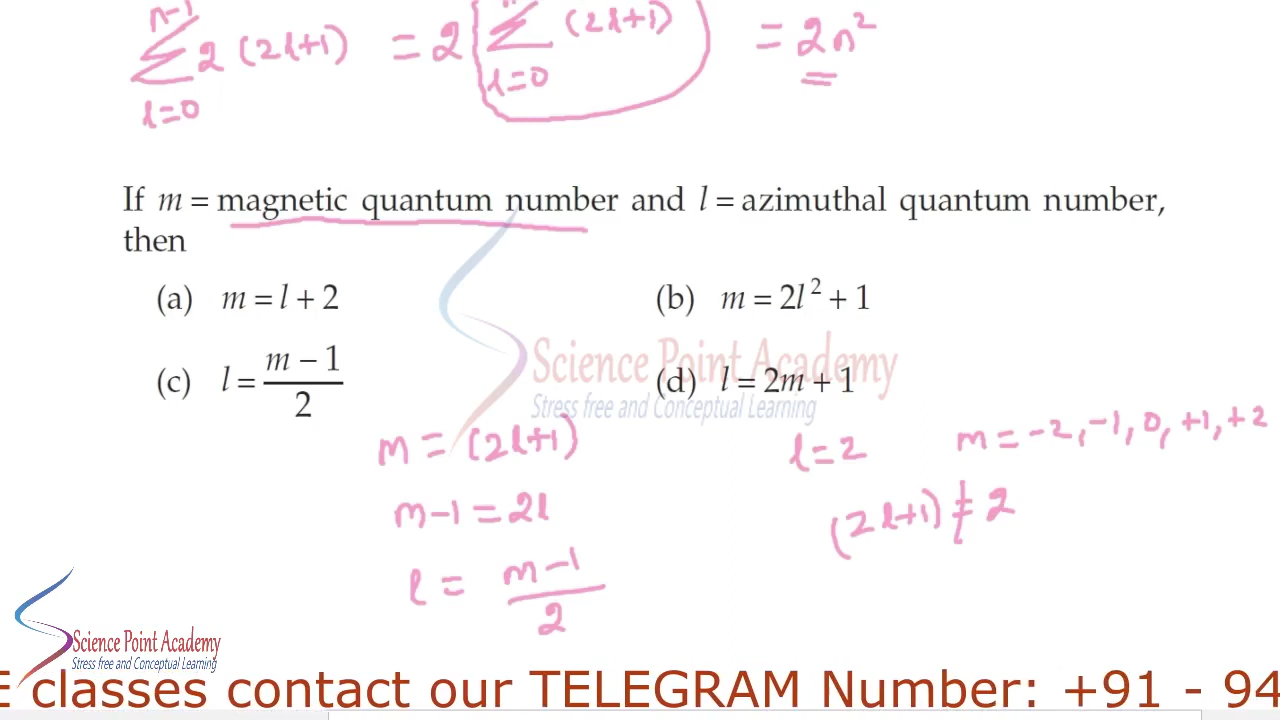 n-1
∑ 2 (2l+1) = 2 ∑ (2l+1) = 2n²
l=0 l=0
If m = magnetic quantum number and l = azimuthal quantum number,
then
(a) m = l + 2 (b) m = 2l² + 1
(c) l = (m − 1)/2 (d) l = 2m + 1
Science Point Academy
Stress free and Conceptual Learning
m = (2l+1) l=2 m = -2, -1, 0, +1, +2
m-1 = 2l (2l+1) ≠ 2
l = (m-1)/2
Science Point Academy
Stress free and Conceptual Learning
E classes contact our TELEGRAM Number: +91 - 94